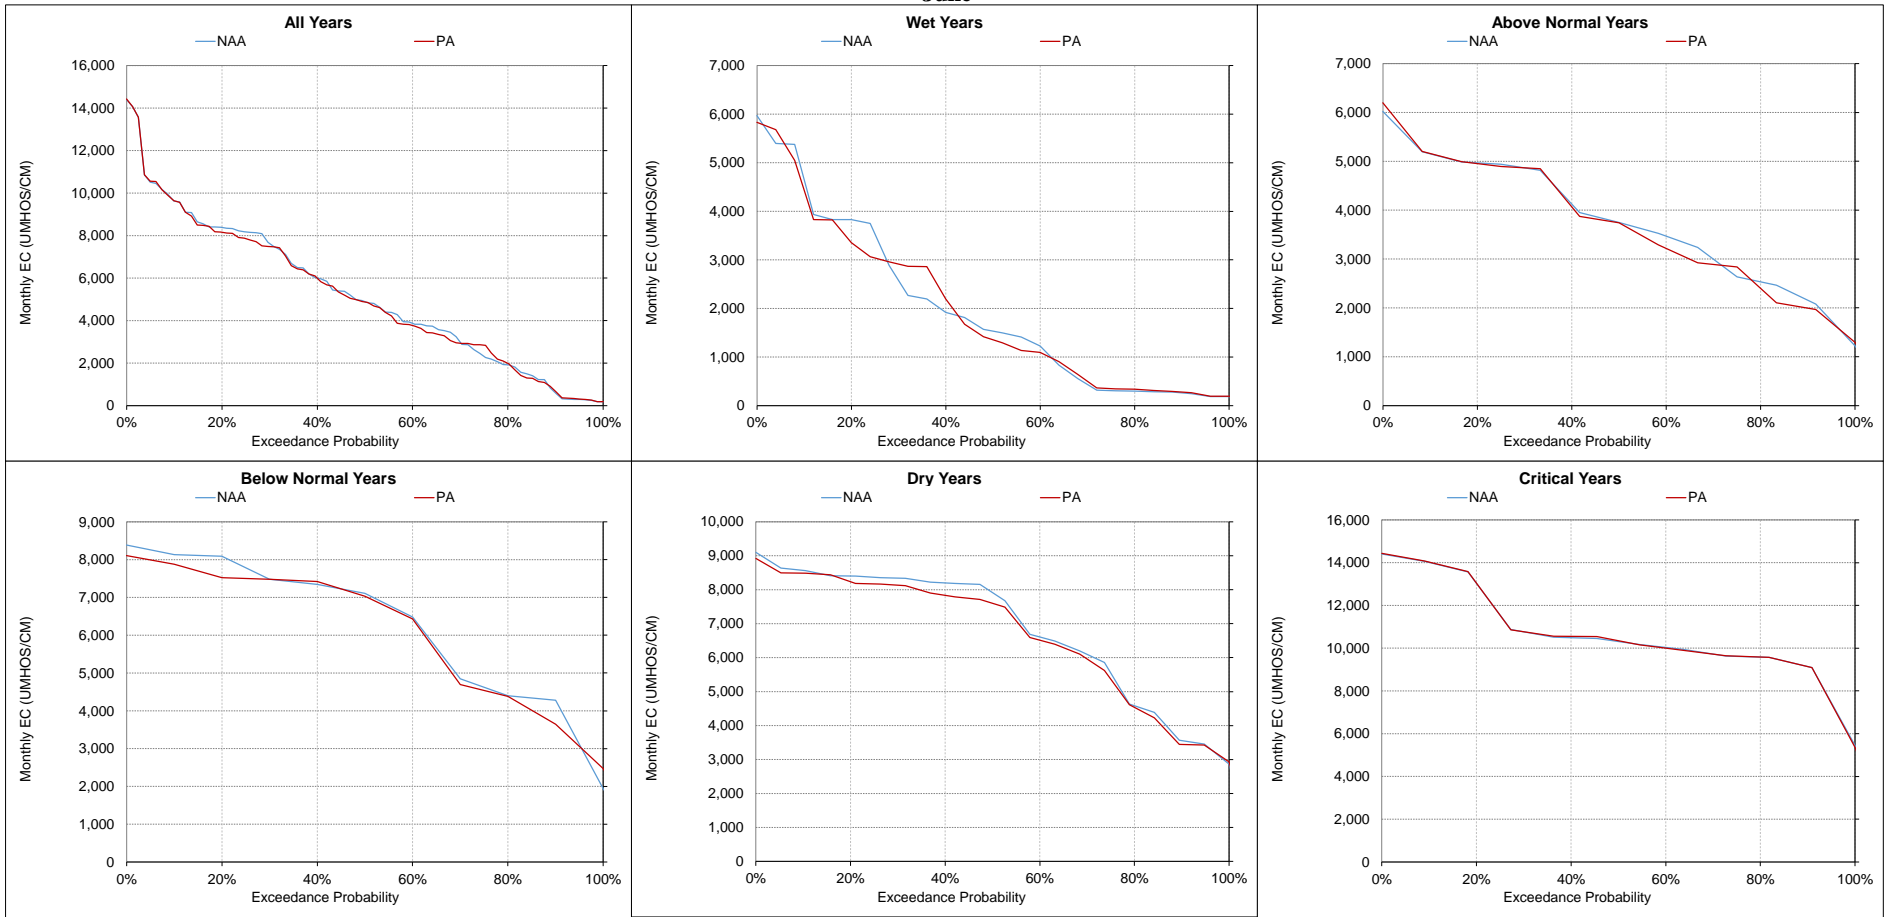 All Years
NAA PA
16,000
14,000
12,000
10,000
8,000
6,000
4,000
2,000
0
Monthly EC (UMHOS/CM)
0% 20% 40% 60% 80% 100%
Exceedance Probability
Wet Years
NAA PA
7,000
6,000
5,000
4,000
3,000
2,000
1,000
0
Monthly EC (UMHOS/CM)
0% 20% 40% 60% 80% 100%
Exceedance Probability
Above Normal Years
NAA PA
7,000
6,000
5,000
4,000
3,000
2,000
1,000
0
Monthly EC (UMHOS/CM)
0% 20% 40% 60% 80% 100%
Exceedance Probability
Below Normal Years
NAA PA
9,000
8,000
7,000
6,000
5,000
4,000
3,000
2,000
1,000
0
Monthly EC (UMHOS/CM)
0% 20% 40% 60% 80% 100%
Exceedance Probability
Dry Years
NAA PA
10,000
9,000
8,000
7,000
6,000
5,000
4,000
3,000
2,000
1,000
0
Monthly EC (UMHOS/CM)
0% 20% 40% 60% 80% 100%
Exceedance Probability
Critical Years
NAA PA
16,000
14,000
12,000
10,000
8,000
6,000
4,000
2,000
0
Monthly EC (UMHOS/CM)
0% 20% 40% 60% 80% 100%
Exceedance Probability